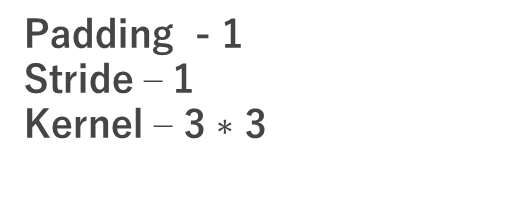 Padding  - 1
Stride – 1
Kernel – 3 * 3